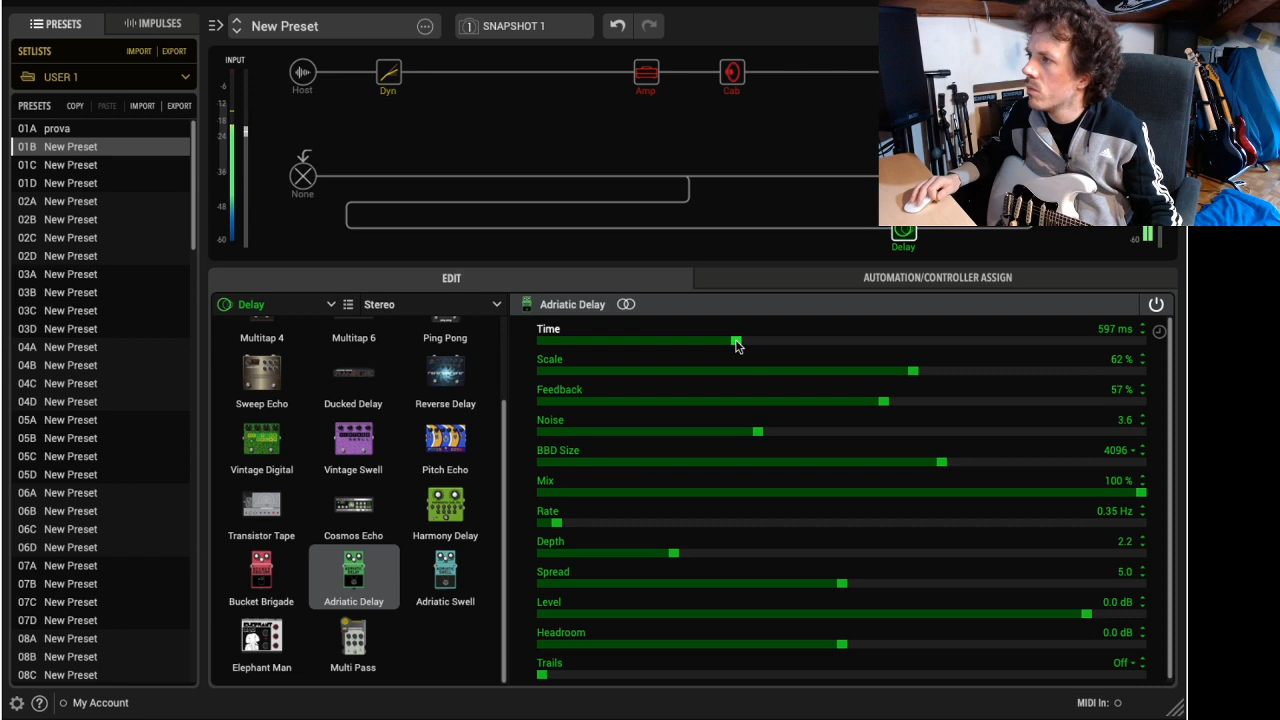 PRESETS
IMPULSES
SETLISTS
IMPORT | EXPORT
USER 1
PRESETS COPY PASTE IMPORT EXPORT
01A prova
01B New Preset
01C New Preset
01D New Preset
02A New Preset
02B New Preset
02C New Preset
02D New Preset
03A New Preset
03B New Preset
03C New Preset
03D New Preset
04A New Preset
04B New Preset
04C New Preset
04D New Preset
05A New Preset
05B New Preset
05C New Preset
05D New Preset
06A New Preset
06B New Preset
06C New Preset
06D New Preset
07A New Preset
07B New Preset
07C New Preset
07D New Preset
08A New Preset
08B New Preset
08C New Preset
My Account
New Preset
1 SNAPSHOT 1
INPUT
-6
-12
-18
-24
-36
-48
-60
Host
Dyn
Amp
Cab
None
Delay
-60
EDIT
AUTOMATION/CONTROLLER ASSIGN
Delay
Stereo
Multitap 4 Multitap 6 Ping Pong
Sweep Echo Ducked Delay Reverse Delay
Vintage Digital Vintage Swell Pitch Echo
Transistor Tape Cosmos Echo Harmony Delay
Bucket Brigade Adriatic Delay Adriatic Swell
Elephant Man Multi Pass
Adriatic Delay
Time 597 ms
Scale 62 %
Feedback 57 %
Noise 3.6
BBD Size 4096
Mix 100 %
Rate 0.35 Hz
Depth 2.2
Spread 5.0
Level 0.0 dB
Headroom 0.0 dB
Trails Off
MIDI In: